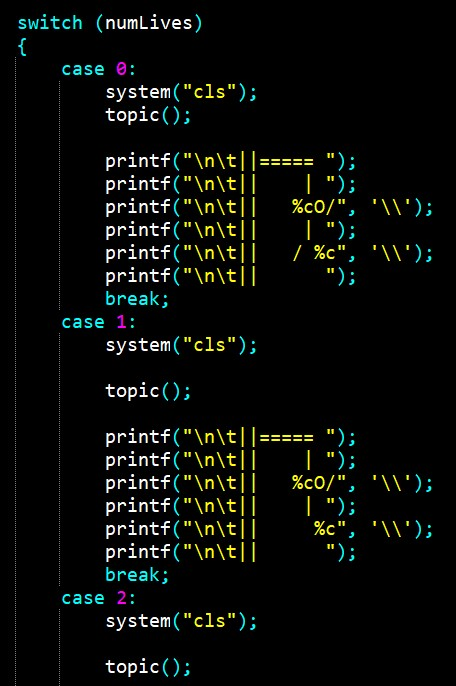 switch (numLives)
{
    case 0:
        system("cls");
        topic();

        printf("\n\t||===== ");
        printf("\n\t||    | ");
        printf("\n\t||   %cO/", '\\');
        printf("\n\t||    | ");
        printf("\n\t||   / %c", '\\');
        printf("\n\t||      ");
        break;
    case 1:
        system("cls");

        topic();

        printf("\n\t||===== ");
        printf("\n\t||    | ");
        printf("\n\t||   %cO/", '\\');
        printf("\n\t||    | ");
        printf("\n\t||     %c", '\\');
        printf("\n\t||      ");
        break;
    case 2:
        system("cls");

        topic();